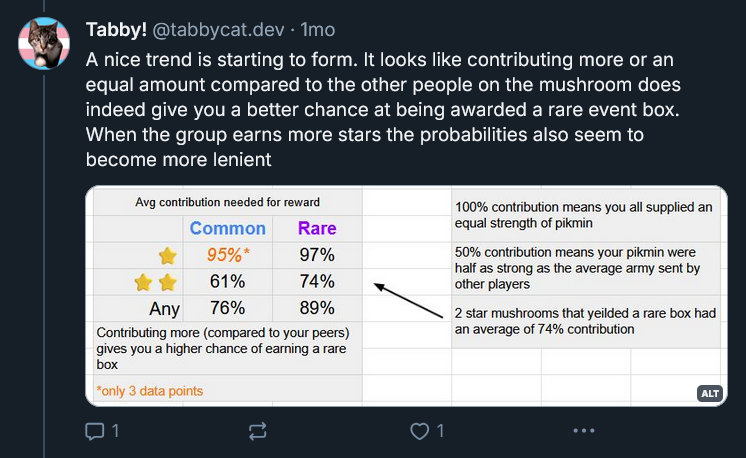 Tabby! @tabbycat.dev · 1mo
A nice trend is starting to form. It looks like contributing more or an
equal amount compared to the other people on the mushroom does
indeed give you a better chance at being awarded a rare event box.
When the group earns more stars the probabilities also seem to
become more lenient
Avg contribution needed for reward
Common Rare
95%* 97%
61% 74%
Any 76% 89%
Contributing more (compared to your peers)
gives you a higher chance of earning a rare
box
*only 3 data points
100% contribution means you all supplied an
equal strength of pikmin
50% contribution means your pikmin were
half as strong as the average army sent by
other players
2 star mushrooms that yeilded a rare box had
an average of 74% contribution
ALT
1
1